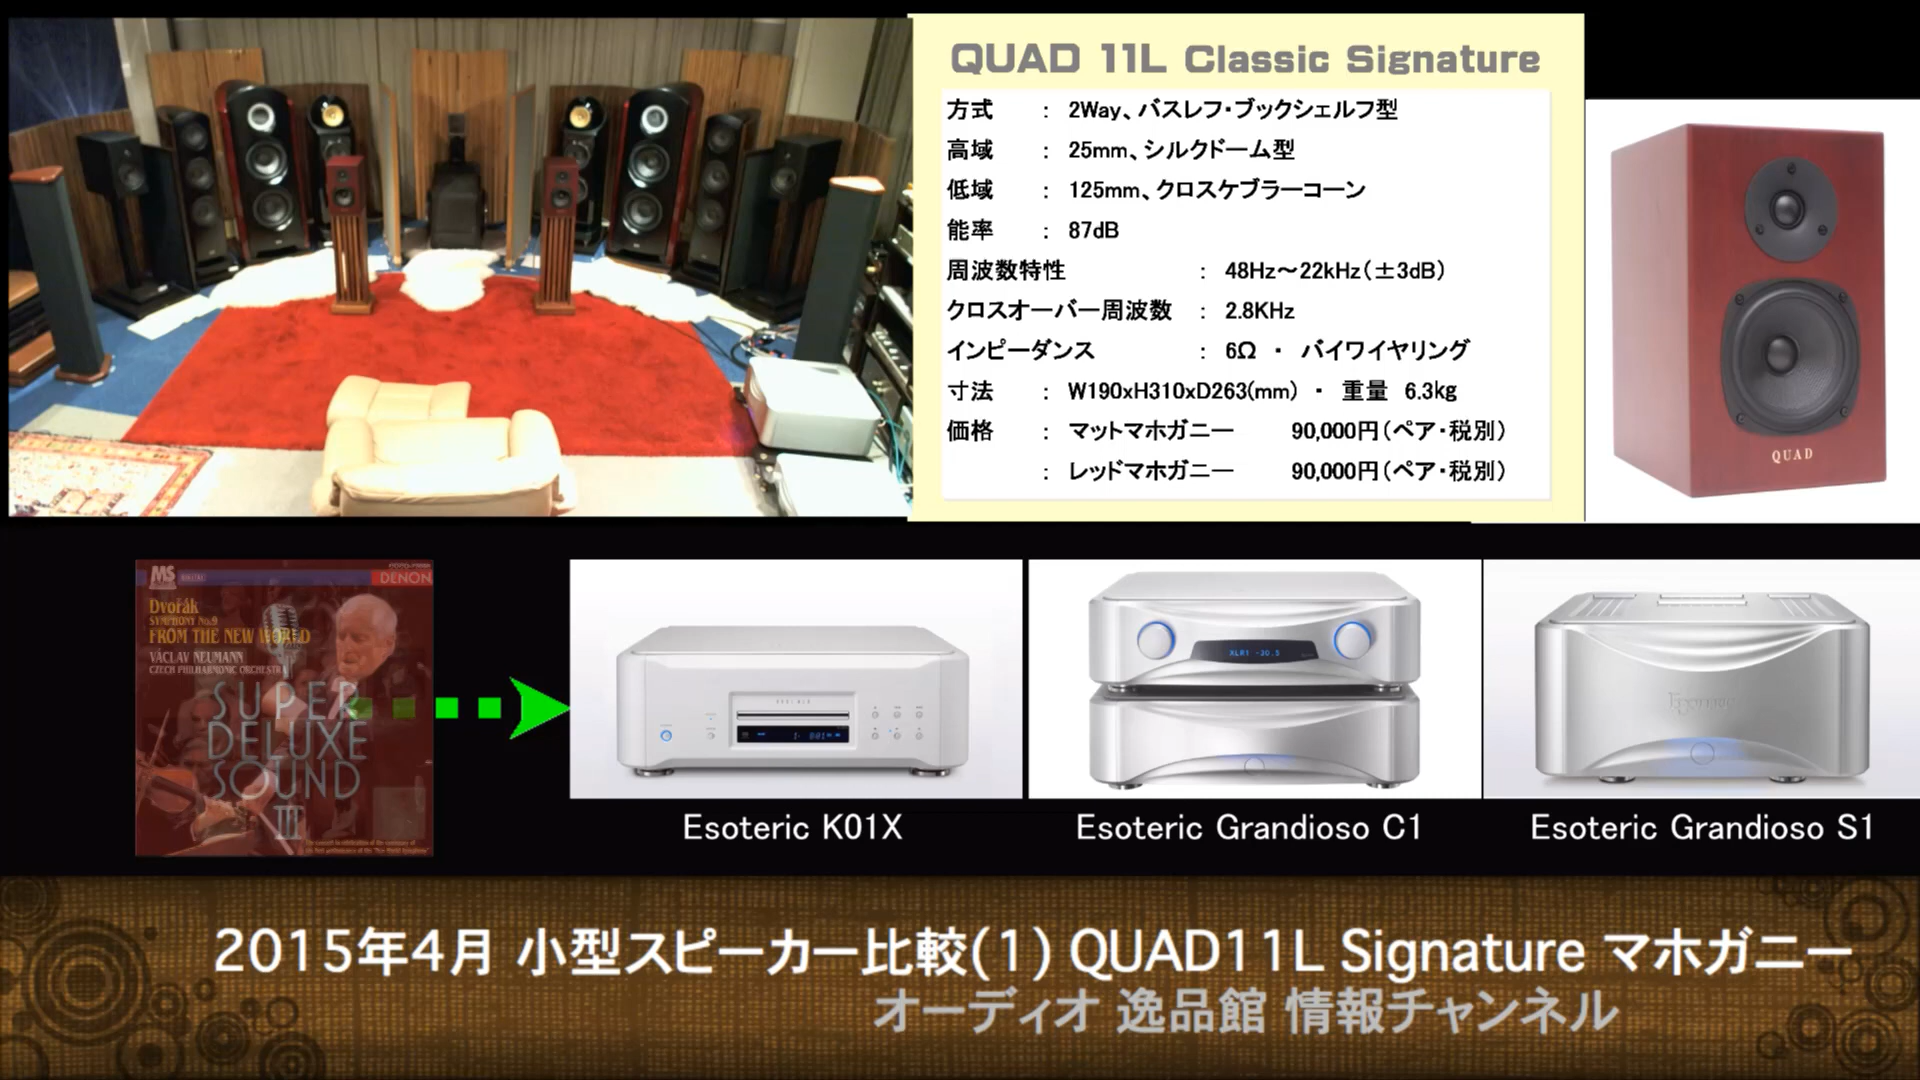 QUAD 11L Classic Signature
方式 : 2Way、バスレフ・ブックシェルフ型
高域 : 25mm、シルクドーム型
低域 : 125mm、クロスケブラーコーン
能率 : 87dB
周波数特性 : 48Hz～22kHz(±3dB)
クロスオーバー周波数 : 2.8KHz
インピーダンス : 6Ω ・ バイワイヤリング
寸法 : W190xH310xD263(mm) ・ 重量 6.3kg
価格 : マットマホガニー 90,000円(ペア・税別)
: レッドマホガニー 90,000円(ペア・税別)
QUAD
MS
DENON
Dvořák
SYMPHONY No.9
FROM THE NEW WORLD
VÁCLAV NEUMANN
CZECH PHILHARMONIC ORCHESTRA
SUPER
DELUXE
SOUND
III
XLR1 -30.5
Esoteric
Esoteric K01X
Esoteric Grandioso C1
Esoteric Grandioso S1
2015年4月 小型スピーカー比較(1) QUAD11L Signature マホガニー
オーディオ 逸品館 情報チャンネル